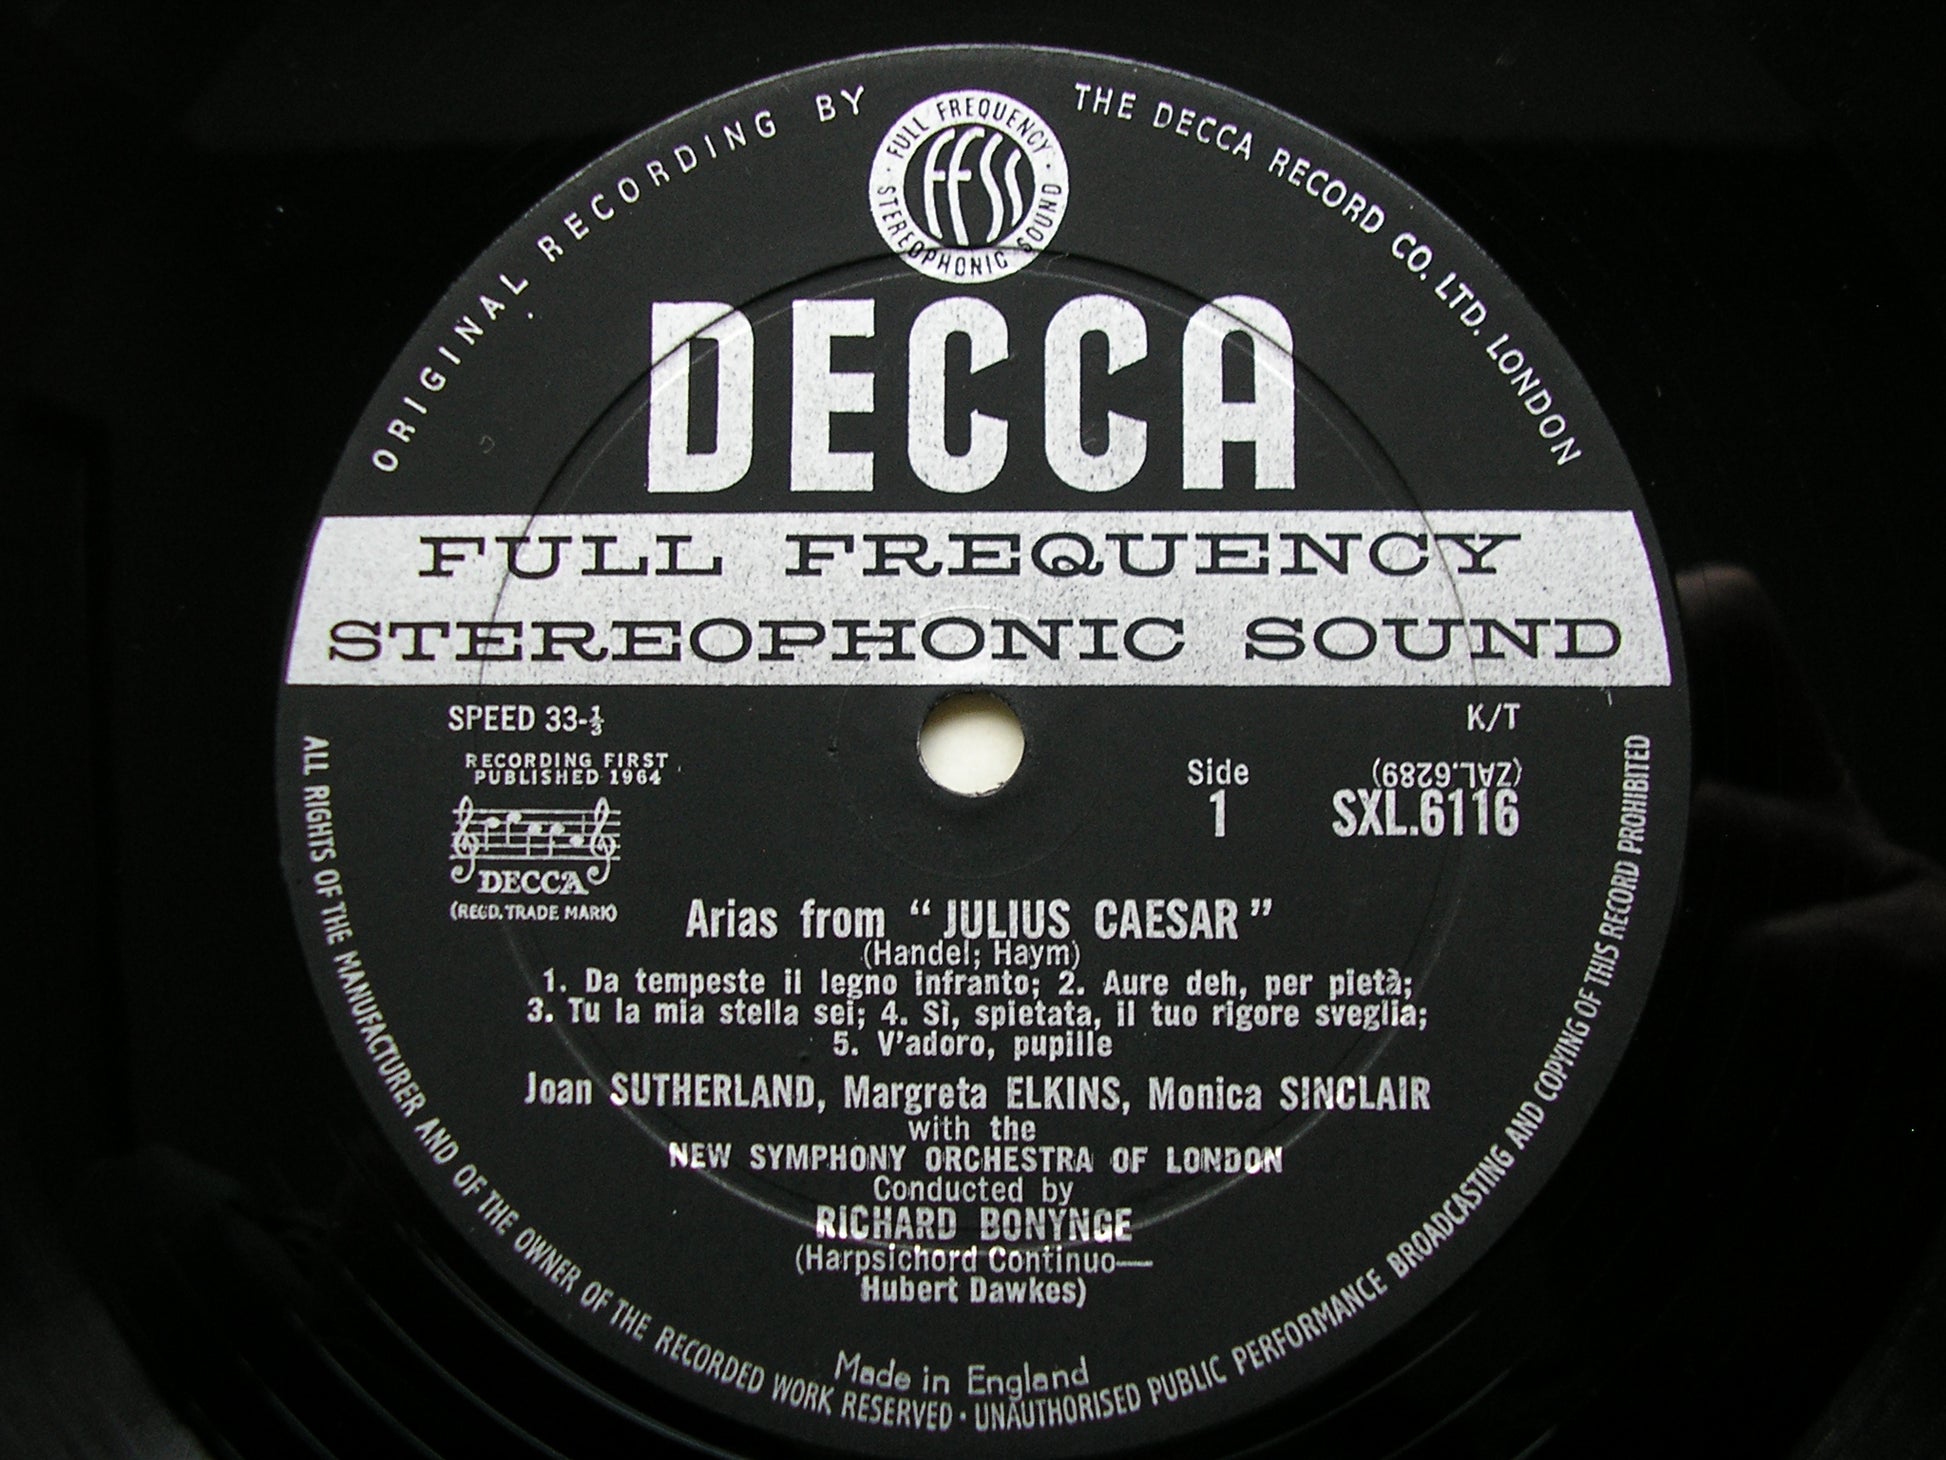 ORIGINAL RECORDING BY
THE DECCA RECORD CO. LTD. LONDON
FULL FREQUENCY
FFSS
STEREOPHONIC SOUND
DECCA
FULL FREQUENCY
STEREOPHONIC SOUND
SPEED 33-⅓
K/T
RECORDING FIRST
PUBLISHED 1964
Side
(ZAL.6289)
1
SXL.6116
DECCA
(REGD. TRADE MARK)
Arias from "JULIUS CAESAR"
(Handel; Haym)
1. Da tempeste il legno infranto; 2. Aure deh, per pietà;
3. Tu la mia stella sei; 4. Sì, spietata, il tuo rigore sveglia;
5. V'adoro, pupille
Joan SUTHERLAND, Margreta ELKINS, Monica SINCLAIR
with the
NEW SYMPHONY ORCHESTRA OF LONDON
Conducted by
RICHARD BONYNGE
(Harpsichord Continuo—
Hubert Dawkes)
Made in England
ALL RIGHTS OF THE MANUFACTURER AND OF THE OWNER OF THE RECORDED WORK RESERVED · UNAUTHORISED PUBLIC PERFORMANCE BROADCASTING AND COPYING OF THIS RECORD PROHIBITED